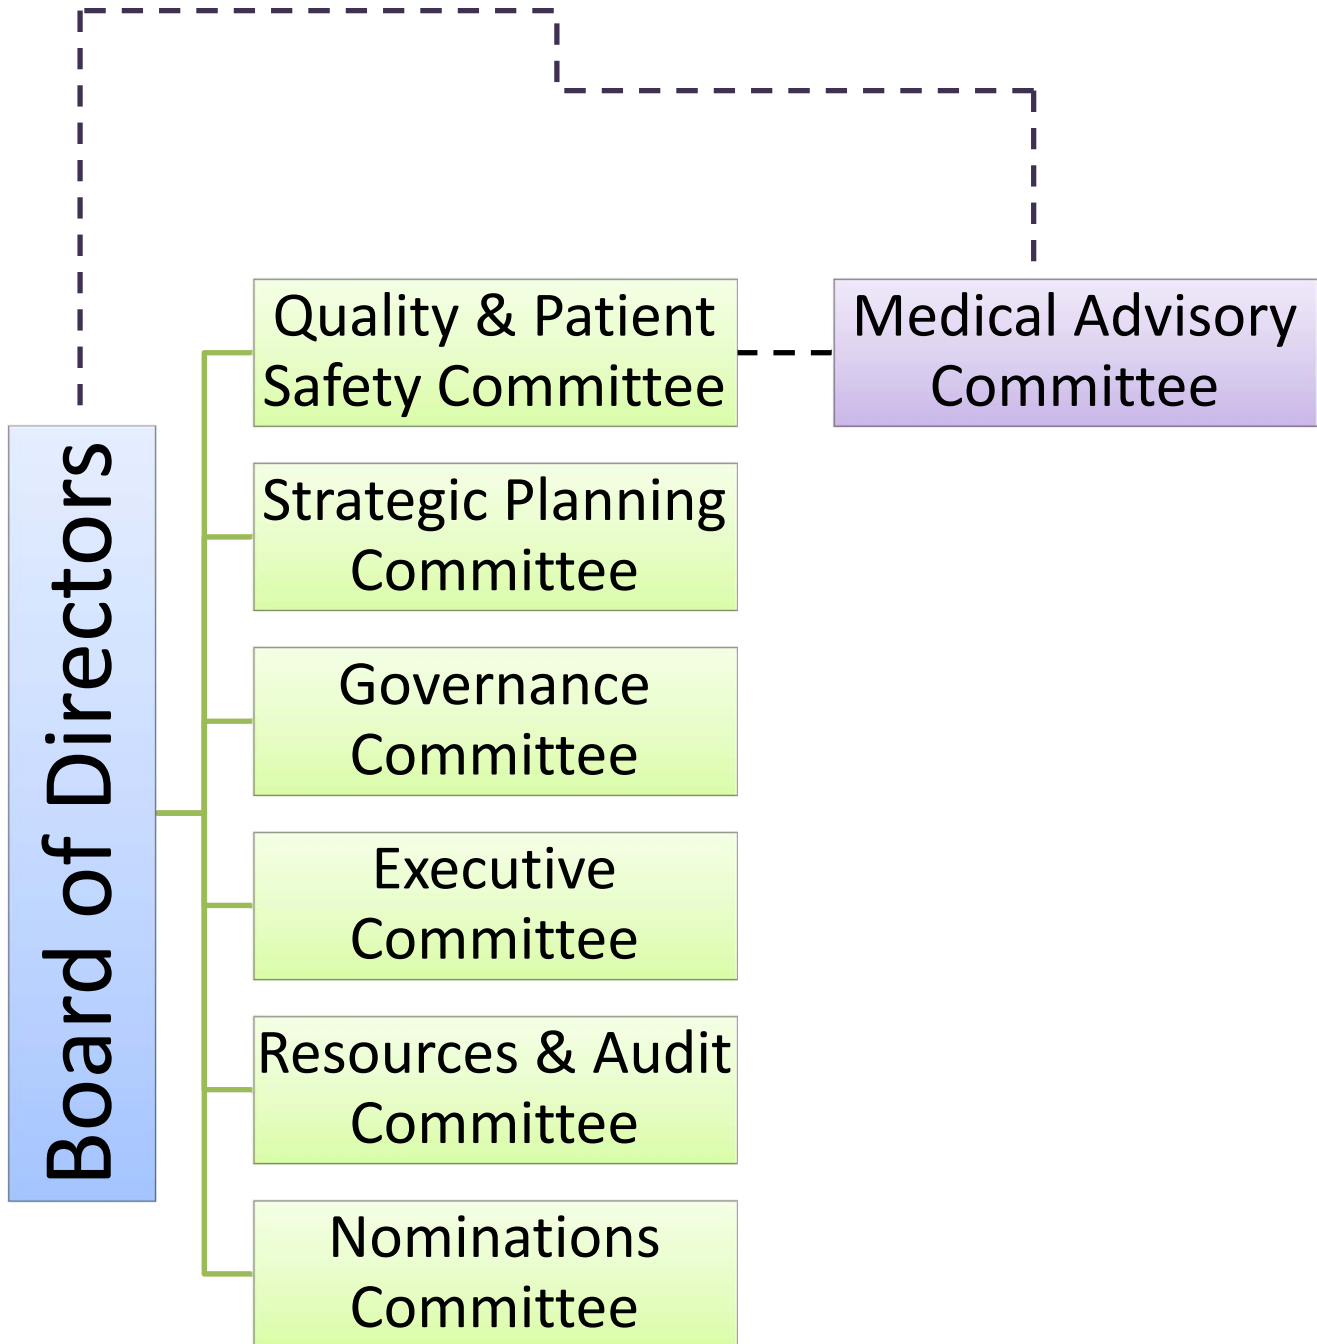 Quality & Patient
Safety Committee
Medical Advisory
Committee
Board of Directors
Strategic Planning
Committee
Governance
Committee
Executive
Committee
Resources & Audit
Committee
Nominations
Committee